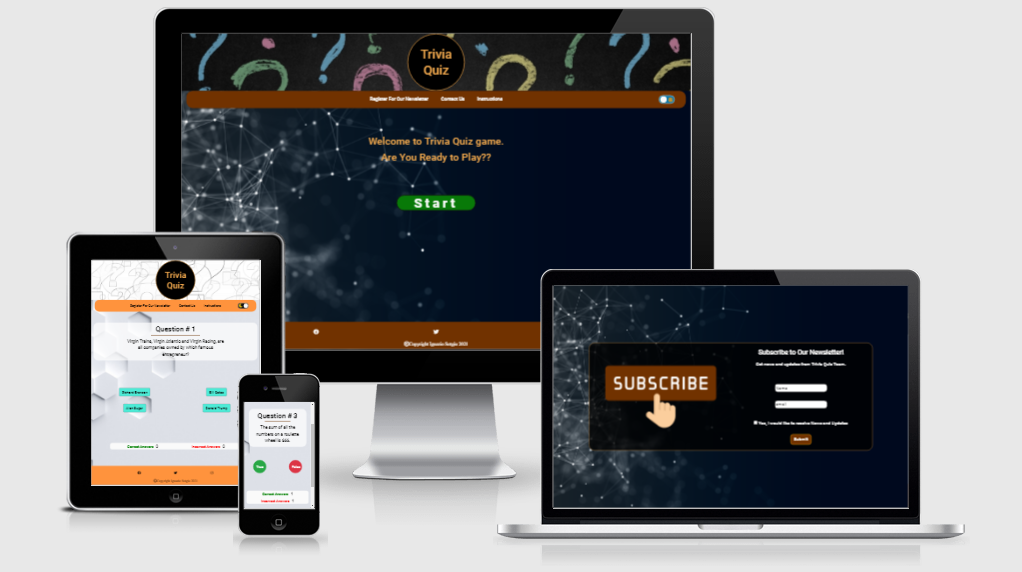 Trivia
Quiz
Register For Our Newsletter Contact Us Instructions
Welcome to Trivia Quiz game.
Are You Ready to Play??
Start
©Copyright Ignacio
2021
Trivia
Quiz
Register For Our Newsletter Contact Us Instructions
Question # 1
Virgin Trains, Virgin Atlantic and Virgin Racing, are
all companies owned by which famous
entrepreneur?
Richard Branson Bill Gates
Alan Sugar Donald Trump
Correct Answers: 0 Incorrect Answers: 0
Question # 3
The sum of all the
numbers on a roulette
wheel is 666.
True False
Correct Answers: 1
Incorrect Answers: 1
SUBSCRIBE
Subscribe to Our Newsletter!
Get news and updates from Trivia Quiz Team.
Name
email
Yes, I would like to receive News and Updates
Submit